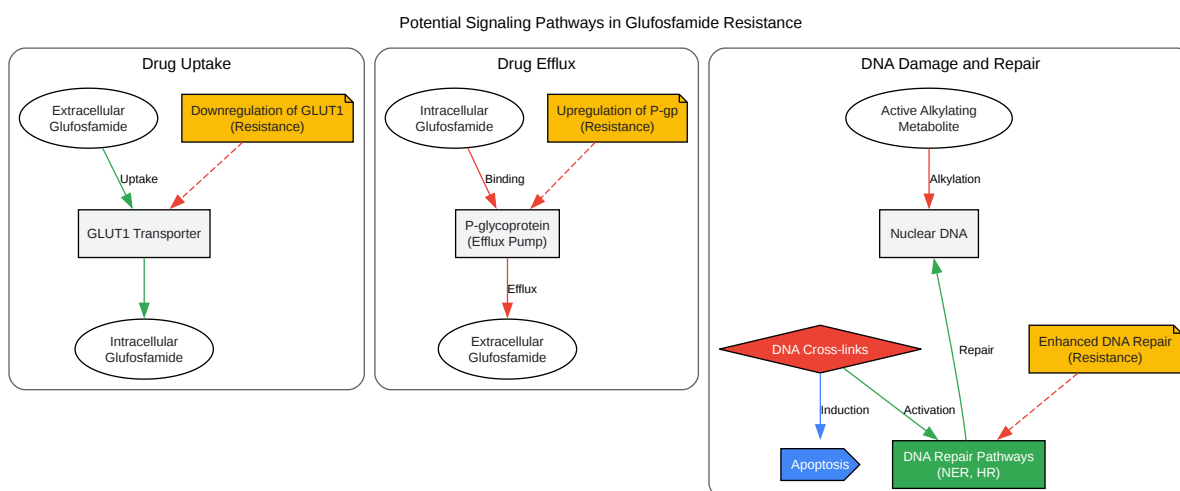 Potential Signaling Pathways in Glufosfamide Resistance
Drug Uptake
Extracellular
Glufosfamide
Downregulation of GLUT1
(Resistance)
Uptake
GLUT1 Transporter
Intracellular
Glufosfamide
Drug Efflux
Intracellular
Glufosfamide
Upregulation of P-gp
(Resistance)
Binding
P-glycoprotein
(Efflux Pump)
Efflux
Extracellular
Glufosfamide
DNA Damage and Repair
Active Alkylating
Metabolite
Alkylation
Nuclear DNA
DNA Cross-links
Repair
Enhanced DNA Repair
(Resistance)
Induction
Activation
Apoptosis
DNA Repair Pathways
(NER, HR)